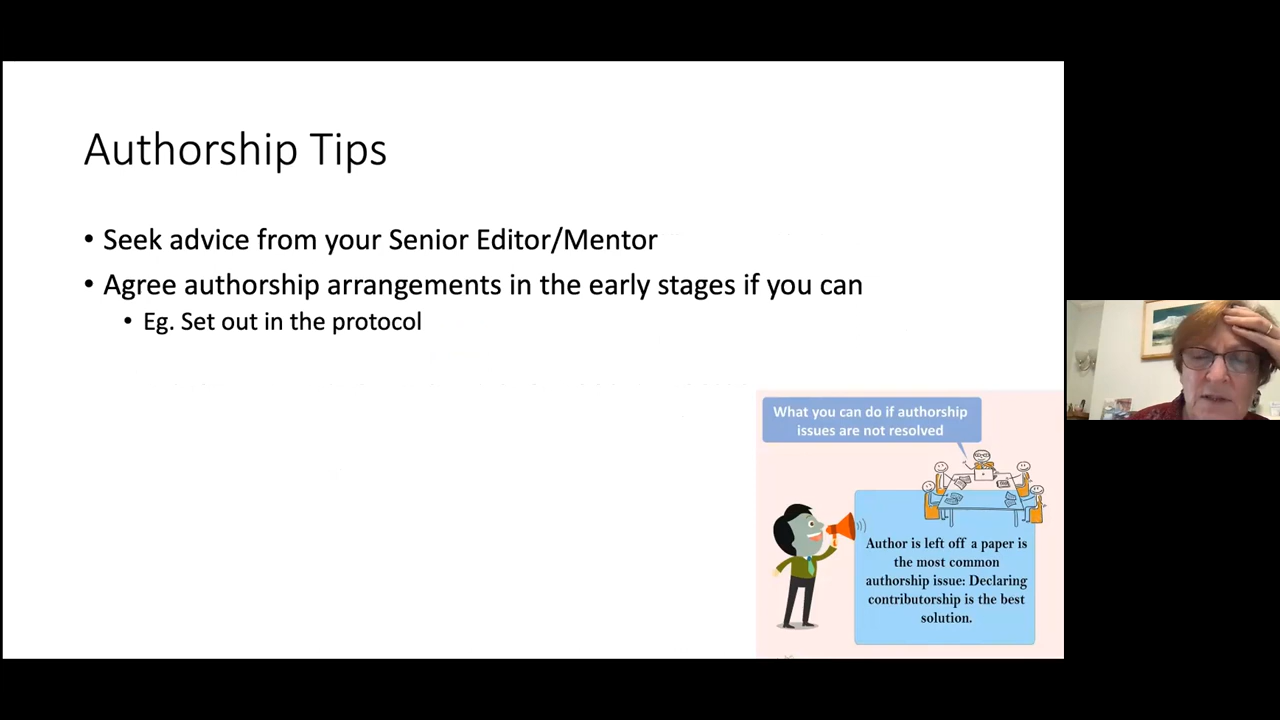 Authorship Tips
• Seek advice from your Senior Editor/Mentor
• Agree authorship arrangements in the early stages if you can
• Eg. Set out in the protocol
What you can do if authorship
issues are not resolved
Author is left off a paper is
the most common
authorship issue: Declaring
contributorship is the best
solution.